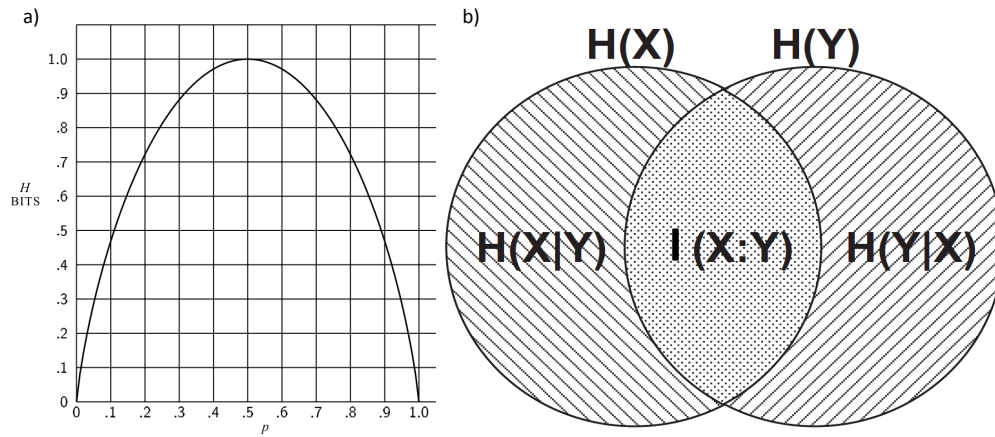 a)
1.0
.9
.8
.7
.6
.5
.4
.3
.2
.1
0
H
BITS
0 .1 .2 .3 .4 .5 .6 .7 .8 .9 1.0
p
b)
H(X) H(Y)
H(X|Y) I (X:Y) H(Y|X)